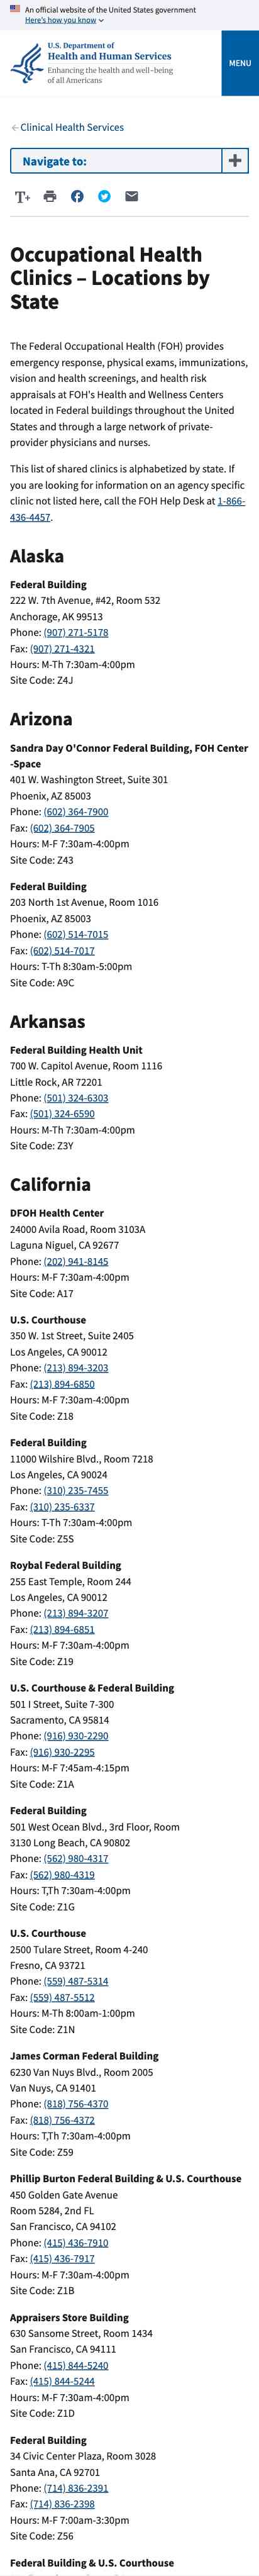 An official website of the United States government
Here's how you know
U.S. Department of
Health and Human Services
Enhancing the health and well-being
of all Americans
MENU
Clinical Health Services
Navigate to:
T+
Occupational Health
Clinics – Locations by
State
The Federal Occupational Health (FOH) provides
emergency response, physical exams, immunizations,
vision and health screenings, and health risk
appraisals at FOH's Health and Wellness Centers
located in Federal buildings throughout the United
States and through a large network of private-
provider physicians and nurses.
This list of shared clinics is alphabetized by state. If
you are looking for information on an agency specific
clinic not listed here, call the FOH Help Desk at 1-866-
436-4457.
Alaska
Federal Building
222 W. 7th Avenue, #42, Room 532
Anchorage, AK 99513
Phone: (907) 271-5178
Fax: (907) 271-4321
Hours: M-Th 7:30am-4:00pm
Site Code: Z4J
Arizona
Sandra Day O'Connor Federal Building, FOH Center
-Space
401 W. Washington Street, Suite 301
Phoenix, AZ 85003
Phone: (602) 364-7900
Fax: (602) 364-7905
Hours: M-F 7:30am-4:00pm
Site Code: Z43
Federal Building
203 North 1st Avenue, Room 1016
Phoenix, AZ 85003
Phone: (602) 514-7015
Fax: (602) 514-7017
Hours: T-Th 8:30am-5:00pm
Site Code: A9C
Arkansas
Federal Building Health Unit
700 W. Capitol Avenue, Room 1116
Little Rock, AR 72201
Phone: (501) 324-6303
Fax: (501) 324-6590
Hours: M-Th 7:30am-4:00pm
Site Code: Z3Y
California
DFOH Health Center
24000 Avila Road, Room 3103A
Laguna Niguel, CA 92677
Phone: (202) 941-8145
Hours: M-F 7:30am-4:00pm
Site Code: A17
U.S. Courthouse
350 W. 1st Street, Suite 2405
Los Angeles, CA 90012
Phone: (213) 894-3203
Fax: (213) 894-6850
Hours: M-F 7:30am-4:00pm
Site Code: Z18
Federal Building
11000 Wilshire Blvd., Room 7218
Los Angeles, CA 90024
Phone: (310) 235-7455
Fax: (310) 235-6337
Hours: T-Th 7:30am-4:00pm
Site Code: Z5S
Roybal Federal Building
255 East Temple, Room 244
Los Angeles, CA 90012
Phone: (213) 894-3207
Fax: (213) 894-6851
Hours: M-F 7:30am-4:00pm
Site Code: Z19
U.S. Courthouse & Federal Building
501 I Street, Suite 7-300
Sacramento, CA 95814
Phone: (916) 930-2290
Fax: (916) 930-2295
Hours: M-F 7:45am-4:15pm
Site Code: Z1A
Federal Building
501 West Ocean Blvd., 3rd Floor, Room
3130 Long Beach, CA 90802
Phone: (562) 980-4317
Fax: (562) 980-4319
Hours: T,Th 7:30am-4:00pm
Site Code: Z1G
U.S. Courthouse
2500 Tulare Street, Room 4-240
Fresno, CA 93721
Phone: (559) 487-5314
Fax: (559) 487-5512
Hours: M-Th 8:00am-1:00pm
Site Code: Z1N
James Corman Federal Building
6230 Van Nuys Blvd., Room 2005
Van Nuys, CA 91401
Phone: (818) 756-4370
Fax: (818) 756-4372
Hours: T,Th 7:30am-4:00pm
Site Code: Z59
Phillip Burton Federal Building & U.S. Courthouse
450 Golden Gate Avenue
Room 5284, 2nd FL
San Francisco, CA 94102
Phone: (415) 436-7910
Fax: (415) 436-7917
Hours: M-F 7:30am-4:00pm
Site Code: Z1B
Appraisers Store Building
630 Sansome Street, Room 1434
San Francisco, CA 94111
Phone: (415) 844-5240
Fax: (415) 844-5244
Hours: M-F 7:30am-4:00pm
Site Code: Z1D
Federal Building
34 Civic Center Plaza, Room 3028
Santa Ana, CA 92701
Phone: (714) 836-2391
Fax: (714) 836-2398
Hours: M-F 7:00am-3:30pm
Site Code: Z56
Federal Building & U.S. Courthouse